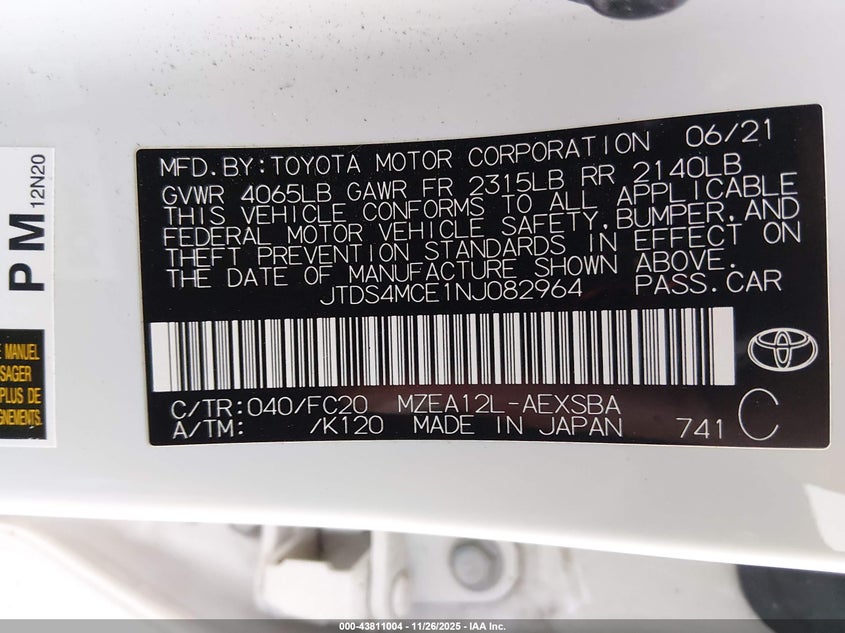 MFD.BY:TOYOTA MOTOR CORPORATION 06/21
GVWR 4065LB GAWR FR 2315LB RR 2140LB
THIS VEHICLE CONFORMS TO ALL APPLICABLE
FEDERAL MOTOR VEHICLE SAFETY,BUMPER,AND
THEFT PREVENTION STANDARDS IN EFFECT ON
THE DATE OF MANUFACTURE SHOWN ABOVE.
JTDS4MCE1NJ082964 PASS.CAR
C/TR:040/FC20 MZEA12L-AEXSBA
A/TM: /K120 MADE IN JAPAN 741 C
PM 12N20
MANUEL
PLUS DE
000-43811004 - 11/26/2025 - IAA Inc.